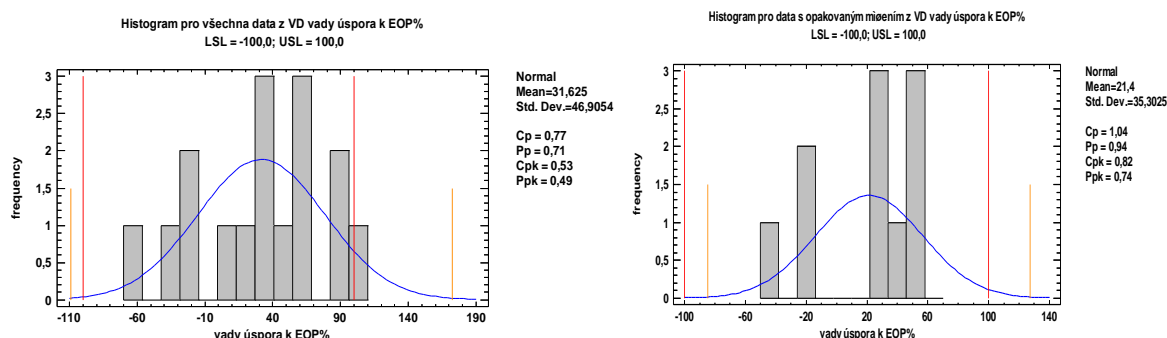 Histogram pro všechna data z VD vady úspora k EOP%
LSL = -100,0; USL = 100,0
frequency
3
2,5
2
1,5
1
0,5
0
-110 -60 -10 40 90 140 190
vady úspora k EOP%
Normal
Mean=31,625
Std. Dev.=46,9054
Cp = 0,77
Pp = 0,71
Cpk = 0,53
Ppk = 0,49
Histogram pro data s opakovaným miøením z VD vady úspora k EOP%
LSL = -100,0; USL = 100,0
frequency
3
2,5
2
1,5
1
0,5
0
-100 -60 -20 20 60 100 140
vady úspora k EOP%
Normal
Mean=21,4
Std. Dev.=35,3025
Cp = 1,04
Pp = 0,94
Cpk = 0,82
Ppk = 0,74